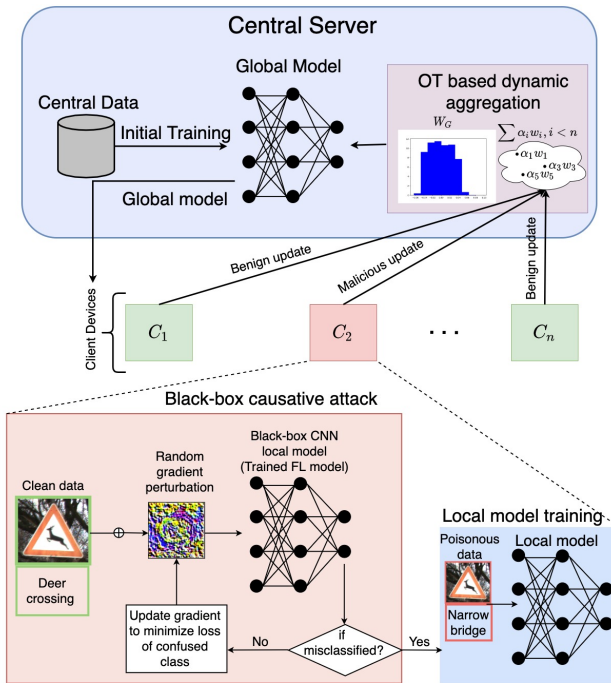 Central Server
Global Model
OT based dynamic
aggregation
Central Data
W_G
∑ α_i w_i, i < n
Initial Training
α_1 w_1
α_3 w_3
α_5 w_5
Global model
Benign update
Malicious update
Benign update
Client Devices
C_1
C_2
...
C_n
Black-box causative attack
Black-box CNN
local model
(Trained FL model)
Random
gradient
perturbation
Clean data
Deer
crossing
Local model training
Poisonous
data
Local model
Narrow
bridge
Update gradient
to minimize loss
of confused
class
No
if
misclassified?
Yes